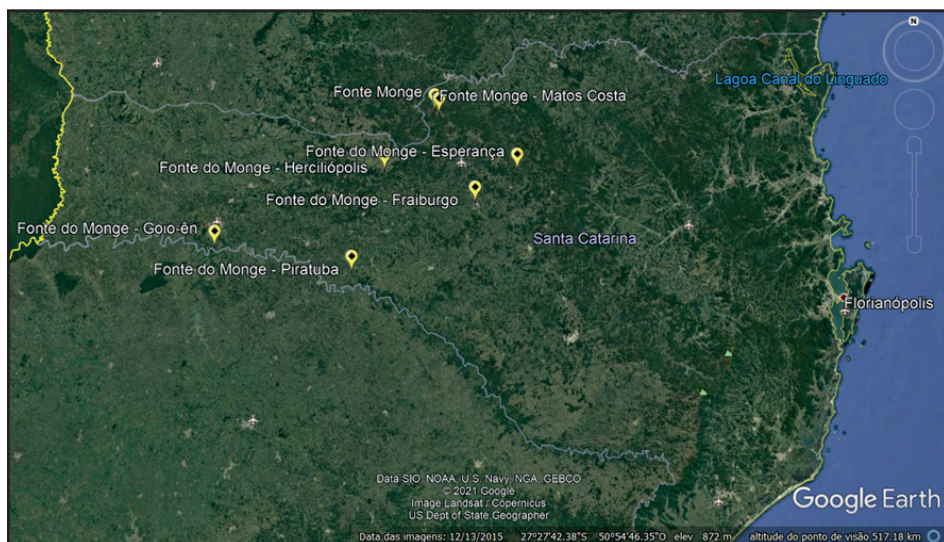 N
Lagoa Canal do Linguado
Fonte Monge
Fonte Monge - Matos Costa
Fonte do Monge - Esperança
Fonte do Monge - Herciliópolis
Fonte do Monge - Fraiburgo
Fonte do Monge - Goio-ên
Santa Catarina
Fonte do Monge - Piratuba
Florianópolis
Data SIO, NOAA, U.S. Navy, NGA, GEBCO
© 2021 Google
Image Landsat / Copernicus
US Dept of State Geographer
Google Earth
Data das imagens: 12/13/2015 27°27'42.38"S 50°54'46.35"O elev 872 m altitude do ponto de visão 517.18 km